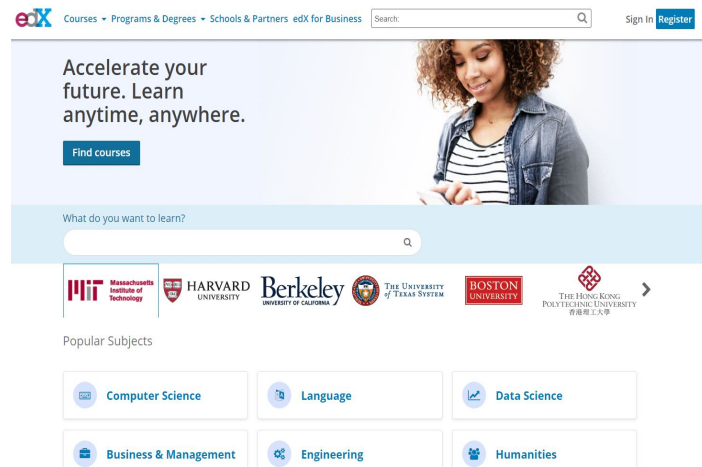 edX Courses Programs & Degrees Schools & Partners edX for Business Search: Sign In Register
Accelerate your
future. Learn
anytime, anywhere.
Find courses
What do you want to learn?
MIT Massachusetts
Institute of
Technology
HARVARD
UNIVERSITY
Berkeley
UNIVERSITY OF CALIFORNIA
THE UNIVERSITY
of TEXAS SYSTEM
BOSTON
UNIVERSITY
THE HONG KONG
POLYTECHNIC UNIVERSITY
香港理工大學
Popular Subjects
Computer Science
Language
Data Science
Business & Management
Engineering
Humanities